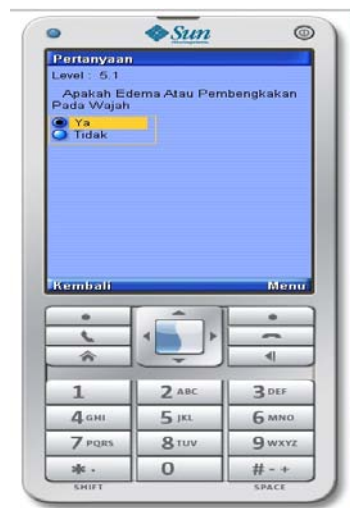 Sun
Pertanyaan
Level : 5.1
Apakah Edema Atau Pembengkakan
Pada Wajah
Ya
Tidak
Kembali Menu
1 2 ABC 3 DEF
4 GHI 5 JKL 6 MNO
7 PQRS 8 TUV 9 WXYZ
* . 0 # - +
SHIFT SPACE